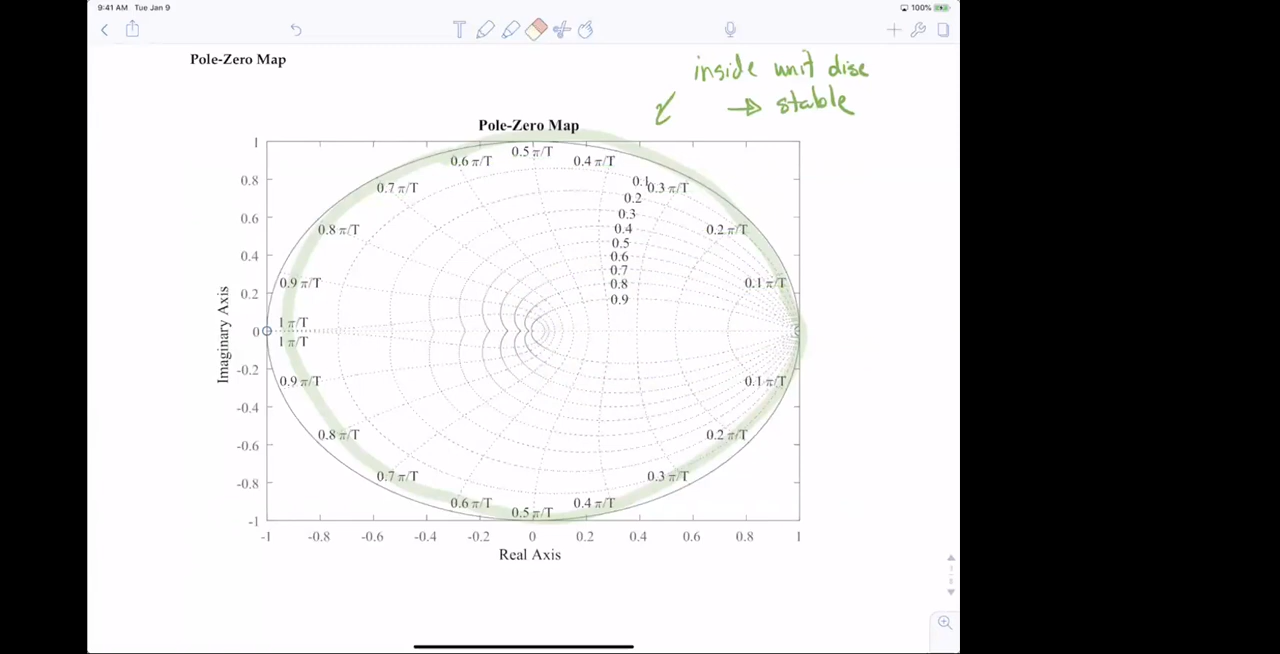 9:41 AM Tue Jan 9
100%
Pole-Zero Map
inside unit disc
→ stable
Pole-Zero Map
1
0.5 π/T
0.6 π/T
0.4 π/T
0.1
0.7 π/T
0.3 π/T
0.8
0.2
0.3
0.6
0.8 π/T
0.4
0.2 π/T
0.5
0.4
0.6
0.7
0.9 π/T
0.8
0.1 π/T
0.2
0.9
1 π/T
0
1 π/T
-0.2
0.9 π/T
0.1 π/T
-0.4
0.8 π/T
0.2 π/T
-0.6
0.7 π/T
0.3 π/T
-0.8
0.6 π/T
0.4 π/T
0.5 π/T
-1
-1 -0.8 -0.6 -0.4 -0.2 0 0.2 0.4 0.6 0.8 1
Real Axis
Imaginary Axis